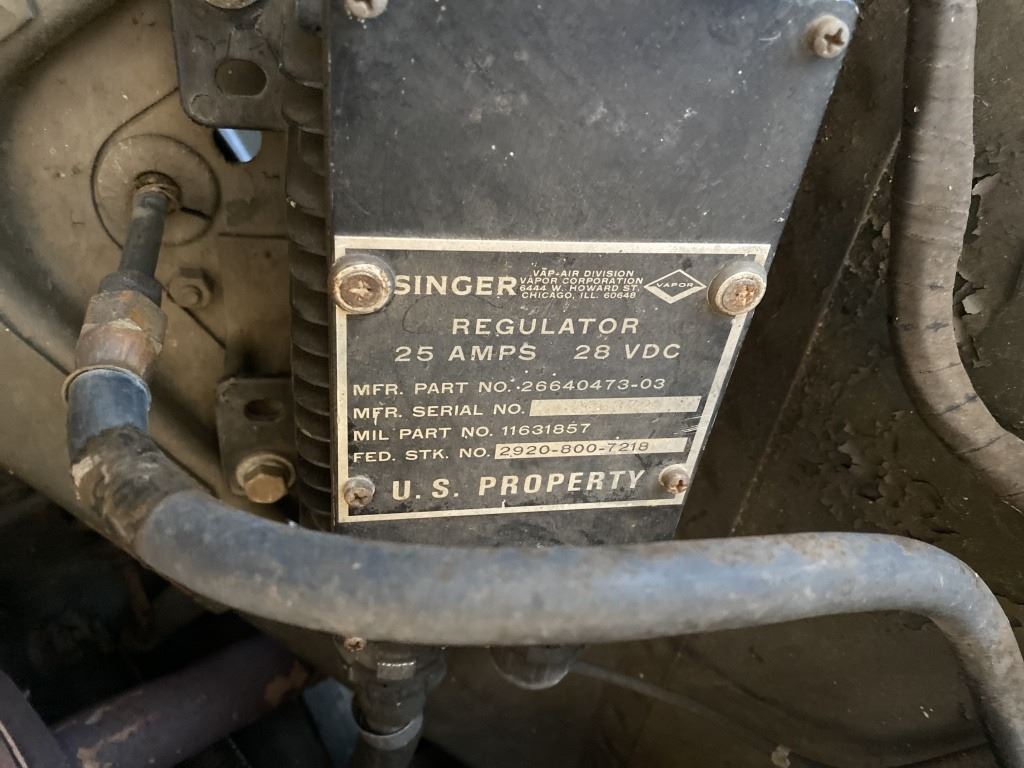 SINGER
VAP-AIR DIVISION
VAPOR CORPORATION
6444 W. HOWARD ST.
CHICAGO, ILL. 60648
VAPOR
REGULATOR
25 AMPS 28 VDC
MFR. PART NO. 26640473-03
MFR. SERIAL NO.
MIL PART NO. 11631857
FED. STK. NO. 2920-800-7218
U.S. PROPERTY